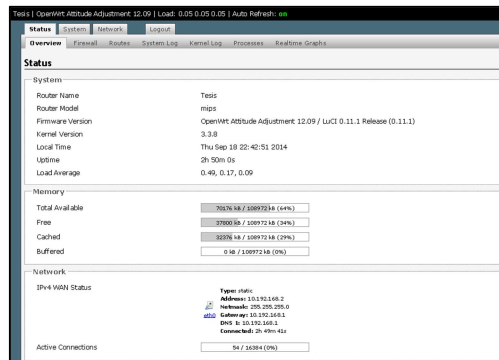 Tesis | OpenWrt Attitude Adjustment 12.09 | Load: 0.05 0.05 0.05 | Auto Refresh: on
Status System Network Logout
Overview Firewall Routes System Log Kernel Log Processes Realtime Graphs
Status
System
Router Name Tesis
Router Model mips
Firmware Version OpenWrt Attitude Adjustment 12.09 / LuCI 0.11.1 Release (0.11.1)
Kernel Version 3.3.8
Local Time Thu Sep 18 22:42:51 2014
Uptime 2h 50m 0s
Load Average 0.49, 0.17, 0.09
Memory
Total Available 70176 kB / 108972 kB (64%)
Free 37800 kB / 108972 kB (34%)
Cached 32376 kB / 108972 kB (29%)
Buffered 0 kB / 108972 kB (0%)
Network
IPv4 WAN Status
Type: static
Address: 10.192.168.2
Netmask: 255.255.255.0
eth0 Gateway: 10.192.168.1
DNS 1: 10.192.168.1
Connected: 2h 49m 41s
Active Connections 54 / 16384 (0%)